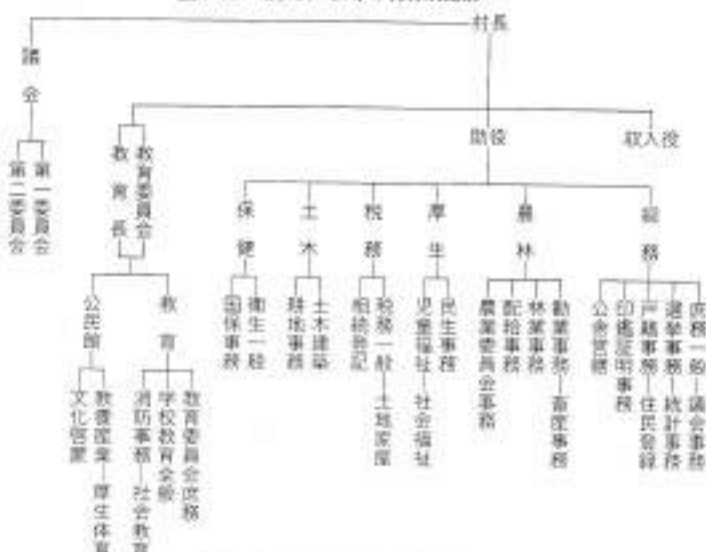 村長
議会
第一委員会
第二委員会
助役
収入役
教育委員会
教育長
総務
農林
厚生
税務
土木
保健
教育
公民館
庶務一般―議会事務
選挙事務―統計事務
戸籍事務―住民登録
印鑑証明事務
公舎営繕
勧業事務―畜産事務
林業事務
配給事務
農業委員会事務
民生事務
児童福祉―社会福祉
税務一般―土地家屋
相続登記
土木建築
耕地事務
衛生一般
国保事務
教育委員会庶務
学校教育全般
消防事務―社会教育
教養産業―厚生体育
文化啓蒙